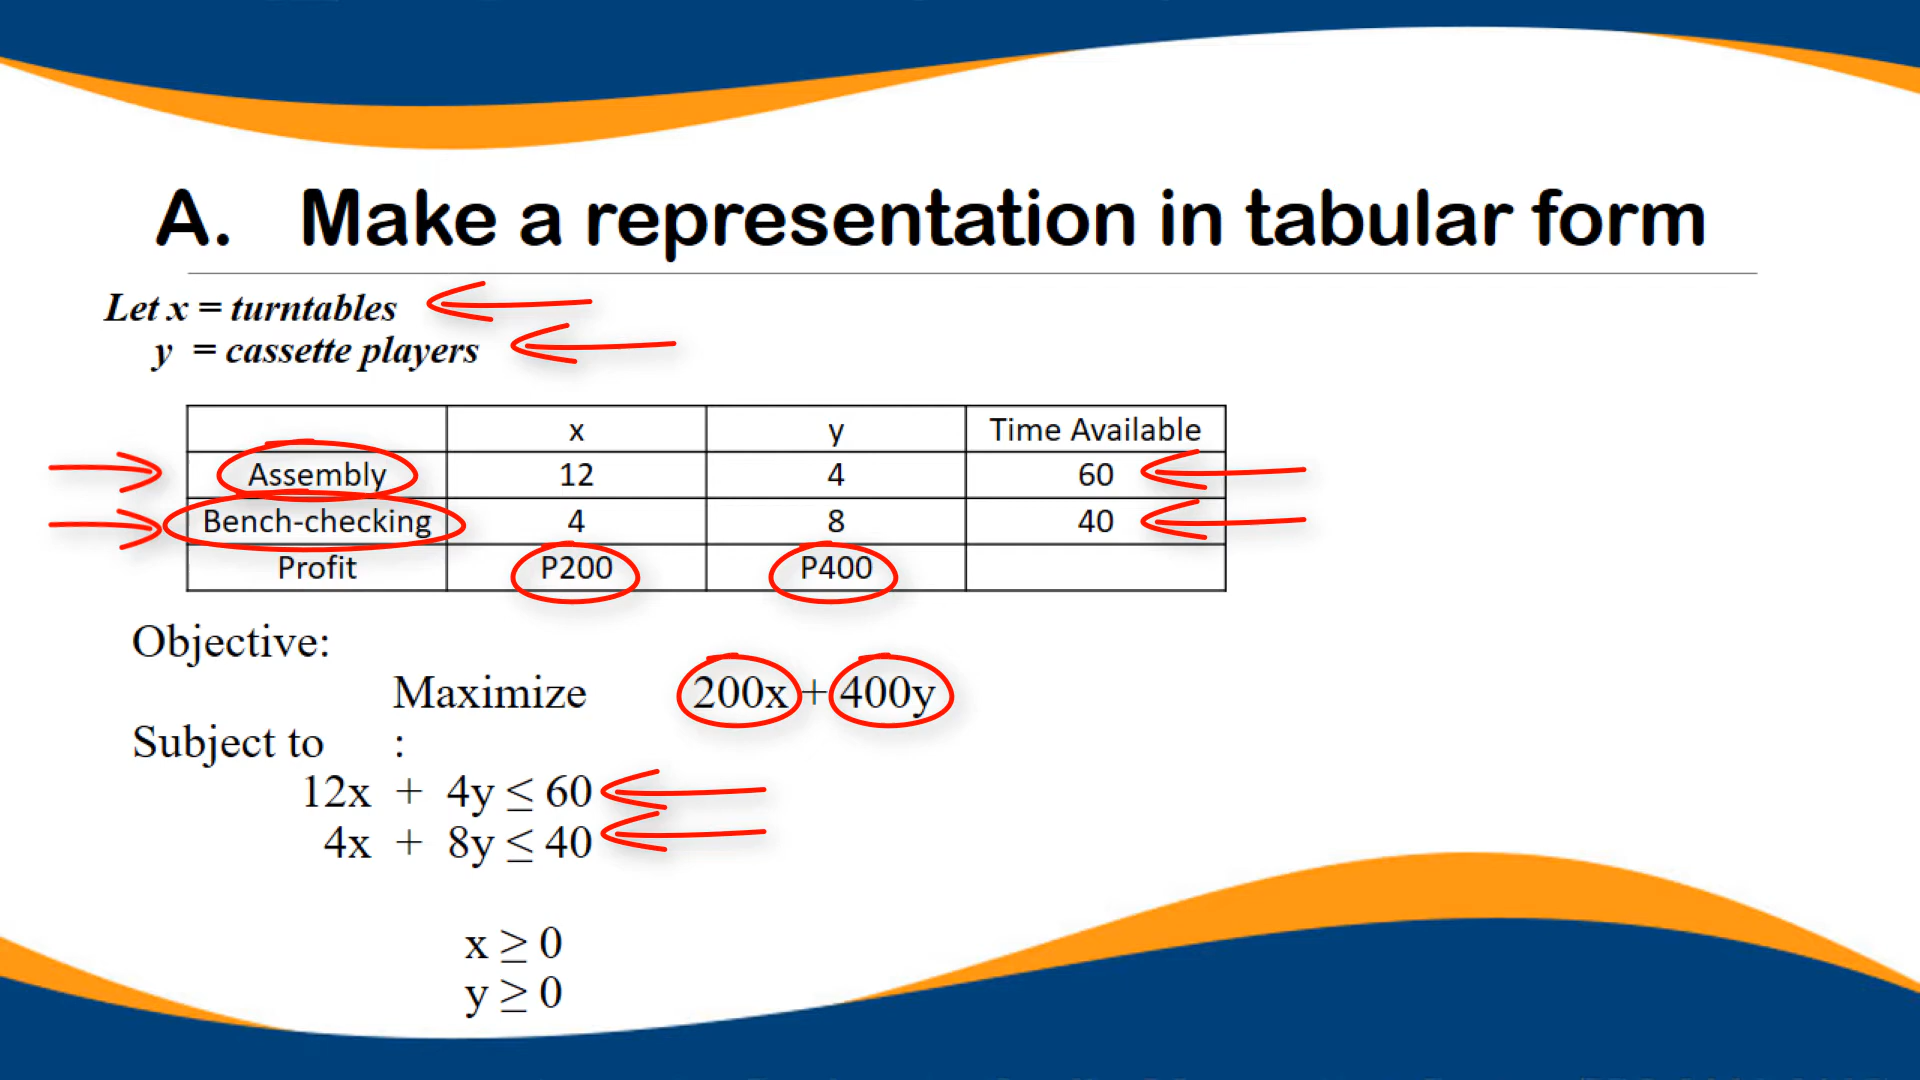 A. Make a representation in tabular form
Let x = turntables
y = cassette players
x y Time Available
Assembly 12 4 60
Bench-checking 4 8 40
Profit P200 P400
Objective:
Maximize 200x + 400y
Subject to :
12x + 4y ≤ 60
4x + 8y ≤ 40
x ≥ 0
y ≥ 0